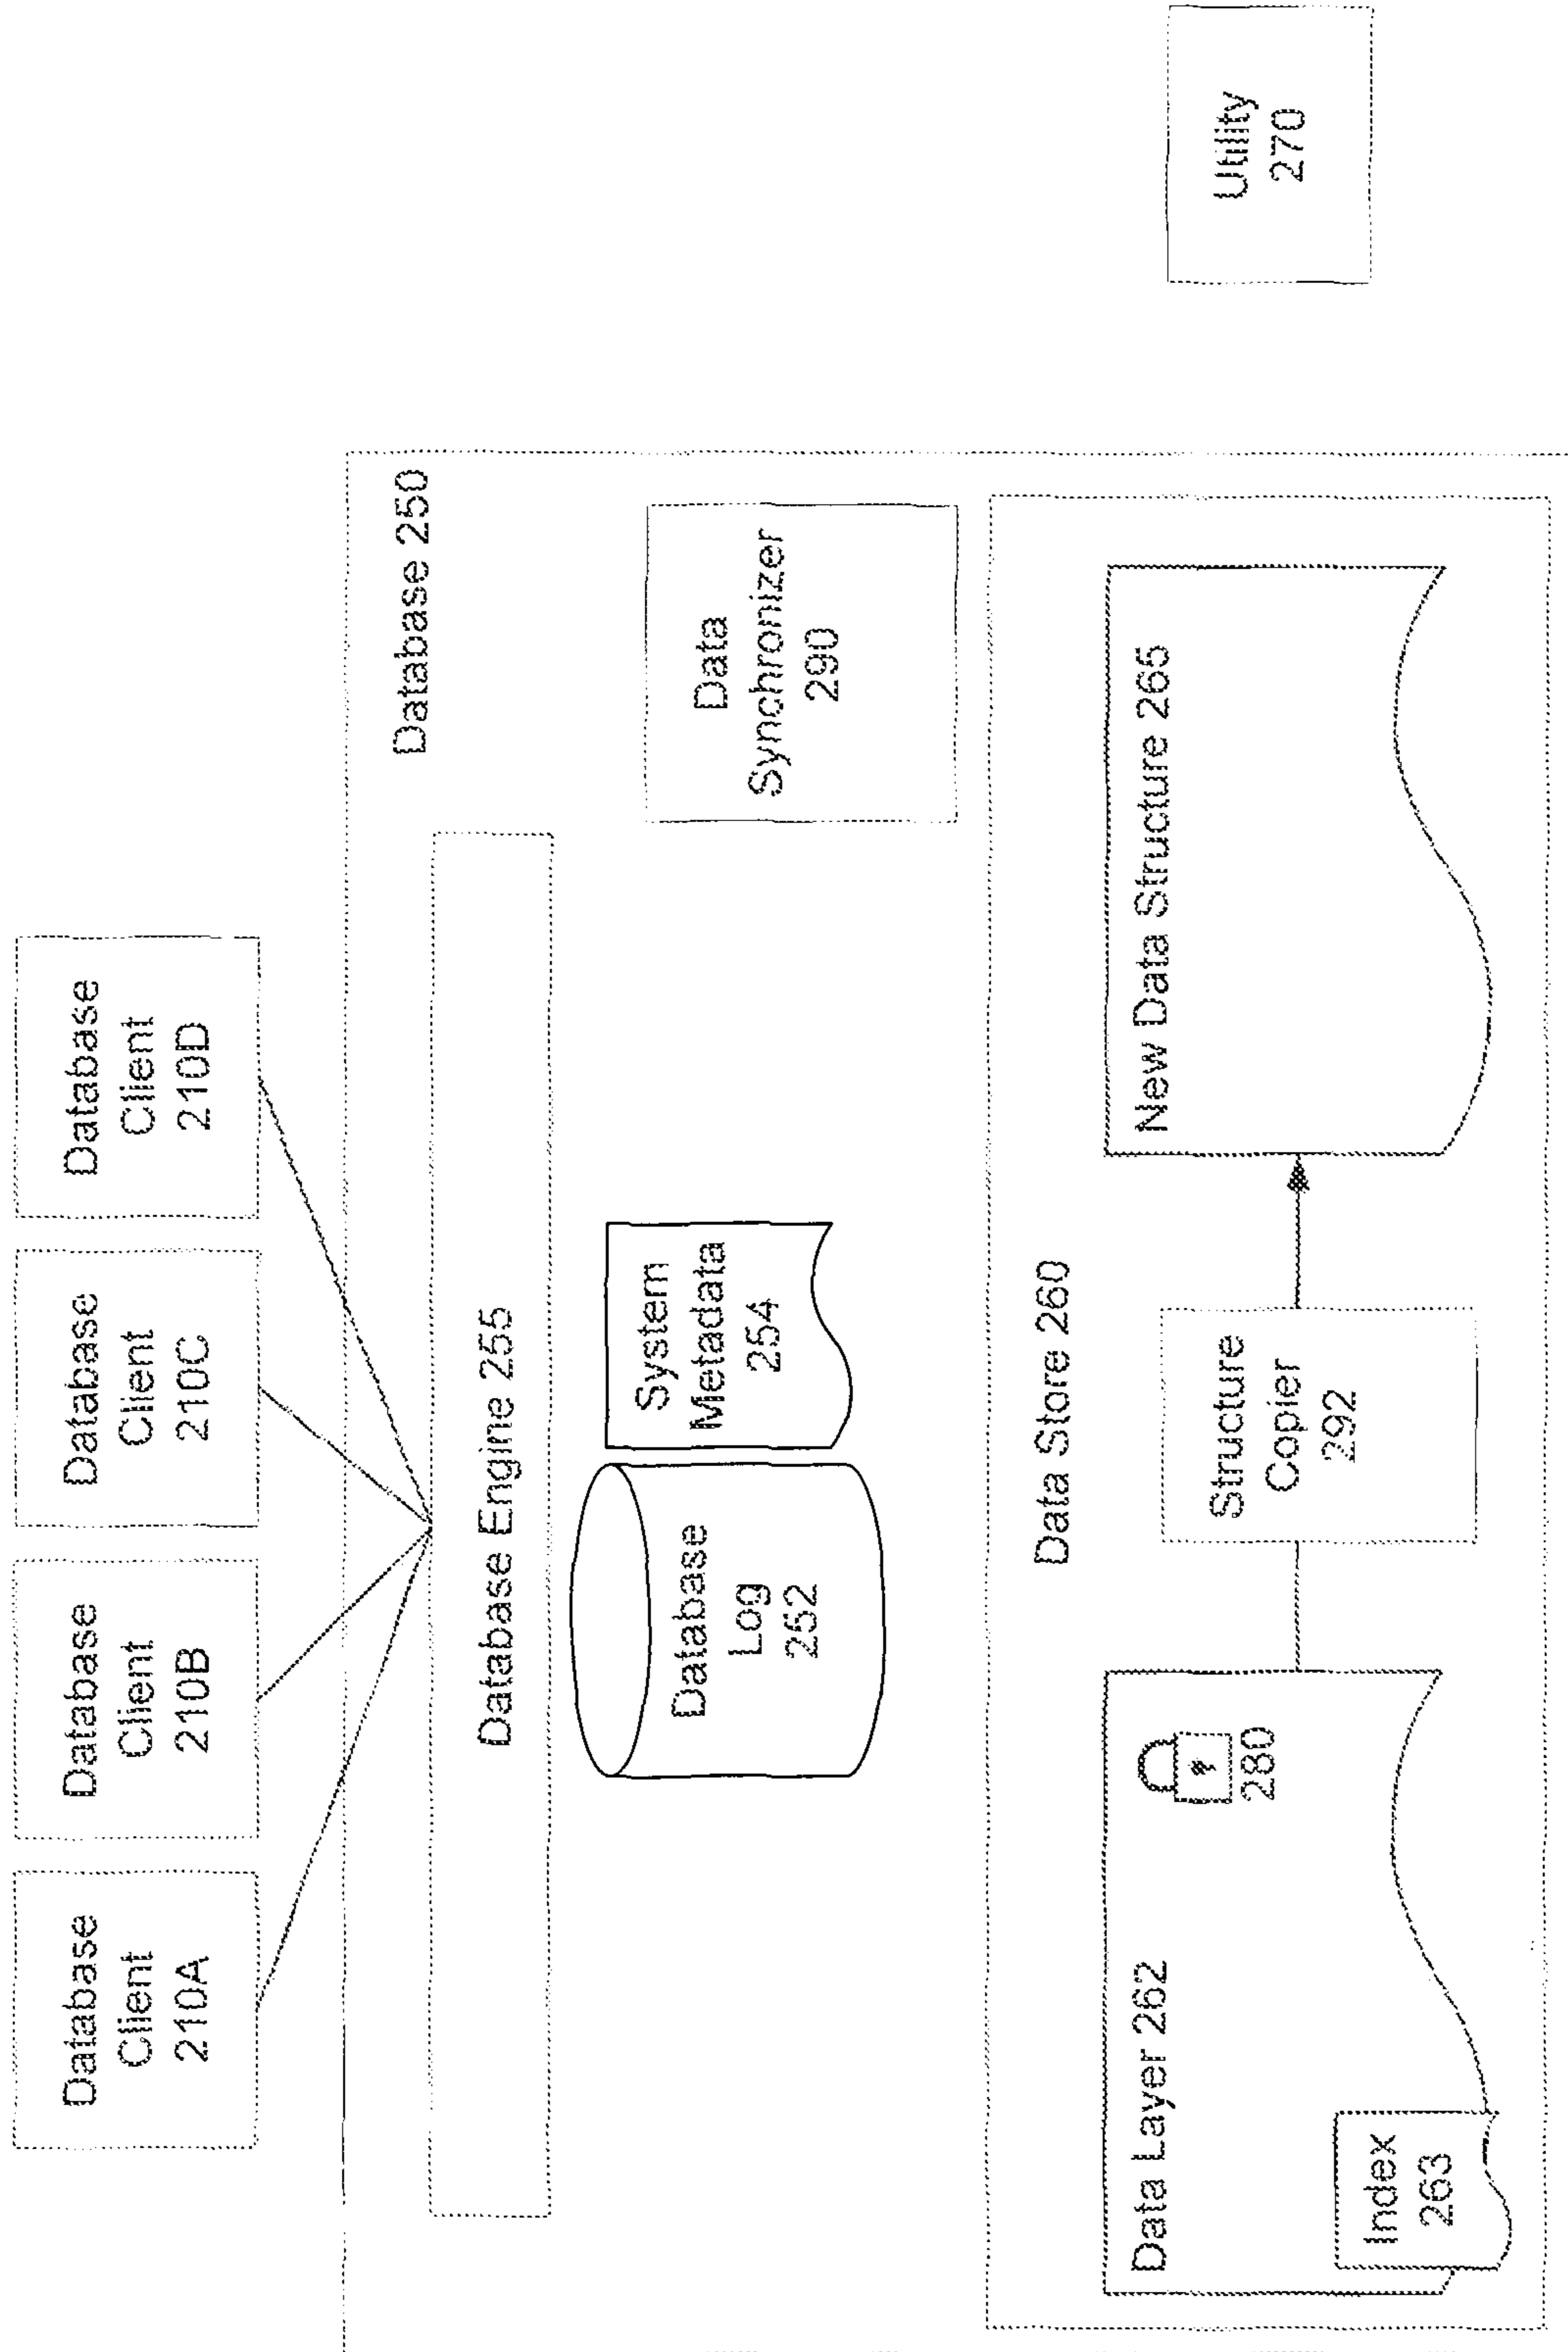 Database
Client
210A
Database
Client
210B
Database
Client
210C
Database
Client
210D
Database 250
Database Engine 255
Database
Log
252
System
Metadata
254
Data
Synchronizer
290
Data Store 260
Data Layer 262
280
Index
263
Structure
Copier
292
New Data Structure 265
Utility
270